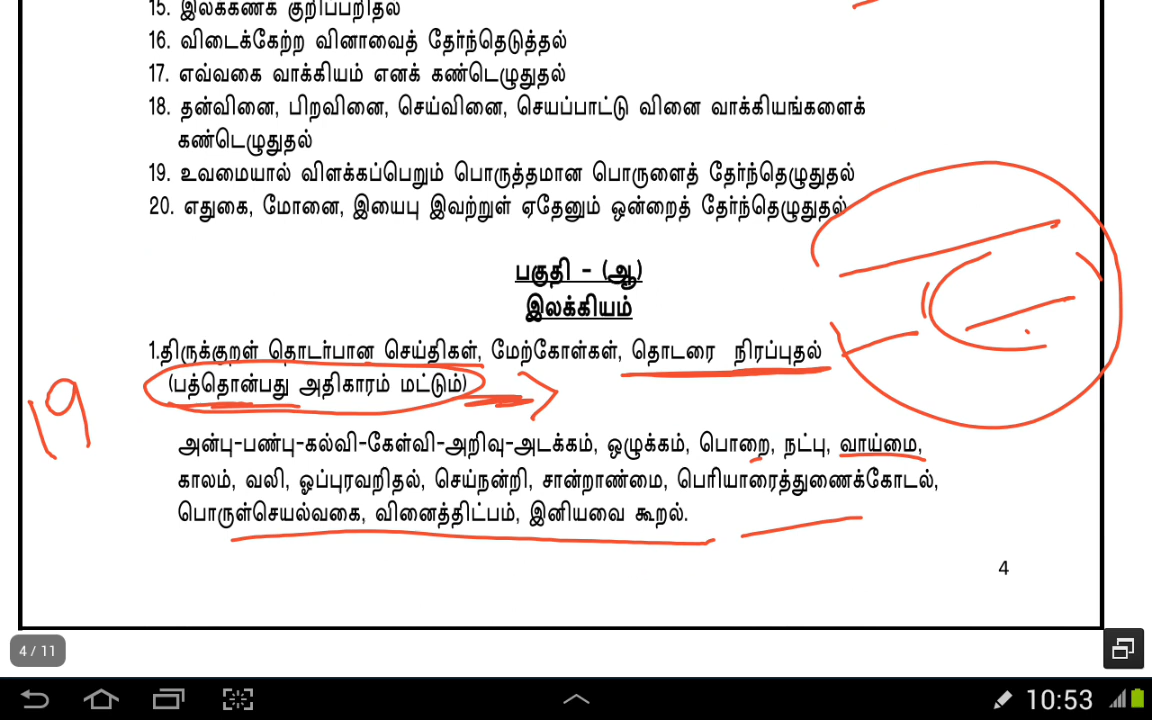 15. இலக்கணக் குறிப்பறிதல்
16. விடைக்கேற்ற வினாவைத் தேர்ந்தெடுத்தல்
17. எவ்வகை வாக்கியம் எனக் கண்டெழுதுதல்
18. தன்வினை, பிறவினை, செய்வினை, செயப்பாட்டு வினை வாக்கியங்களைக்
கண்டெழுதுதல்
19. உவமையால் விளக்கப்பெறும் பொருத்தமான பொருளைத் தேர்ந்தெழுதுதல்
20. எதுகை, மோனை, இயைபு இவற்றுள் ஏதேனும் ஒன்றைத் தேர்ந்தெழுதுதல்
பகுதி - (ஆ)
இலக்கியம்
1.திருக்குறள் தொடர்பான செய்திகள், மேற்கோள்கள், தொடரை நிரப்புதல்
(பத்தொன்பது அதிகாரம் மட்டும்)
19
அன்பு-பண்பு-கல்வி-கேள்வி-அறிவு-அடக்கம், ஒழுக்கம், பொறை, நட்பு, வாய்மை,
காலம், வலி, ஒப்புரவறிதல், செய்நன்றி, சான்றாண்மை, பெரியாரைத்துணைக்கோடல்,
பொருள்செயல்வகை, வினைத்திட்பம், இனியவை கூறல்.
4
4 / 11
10:53